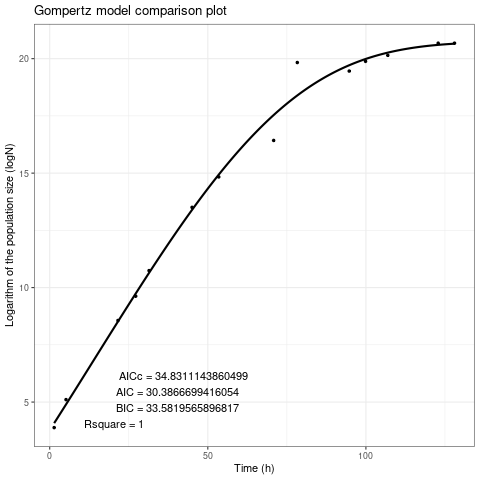 Gompertz model comparison plot
Logarithm of the population size (logN)
20
15
10
5
AICc = 34.8311143860499
AIC = 30.3866699416054
BIC = 33.5819565896817
Rsquare = 1
0 50 100
Time (h)